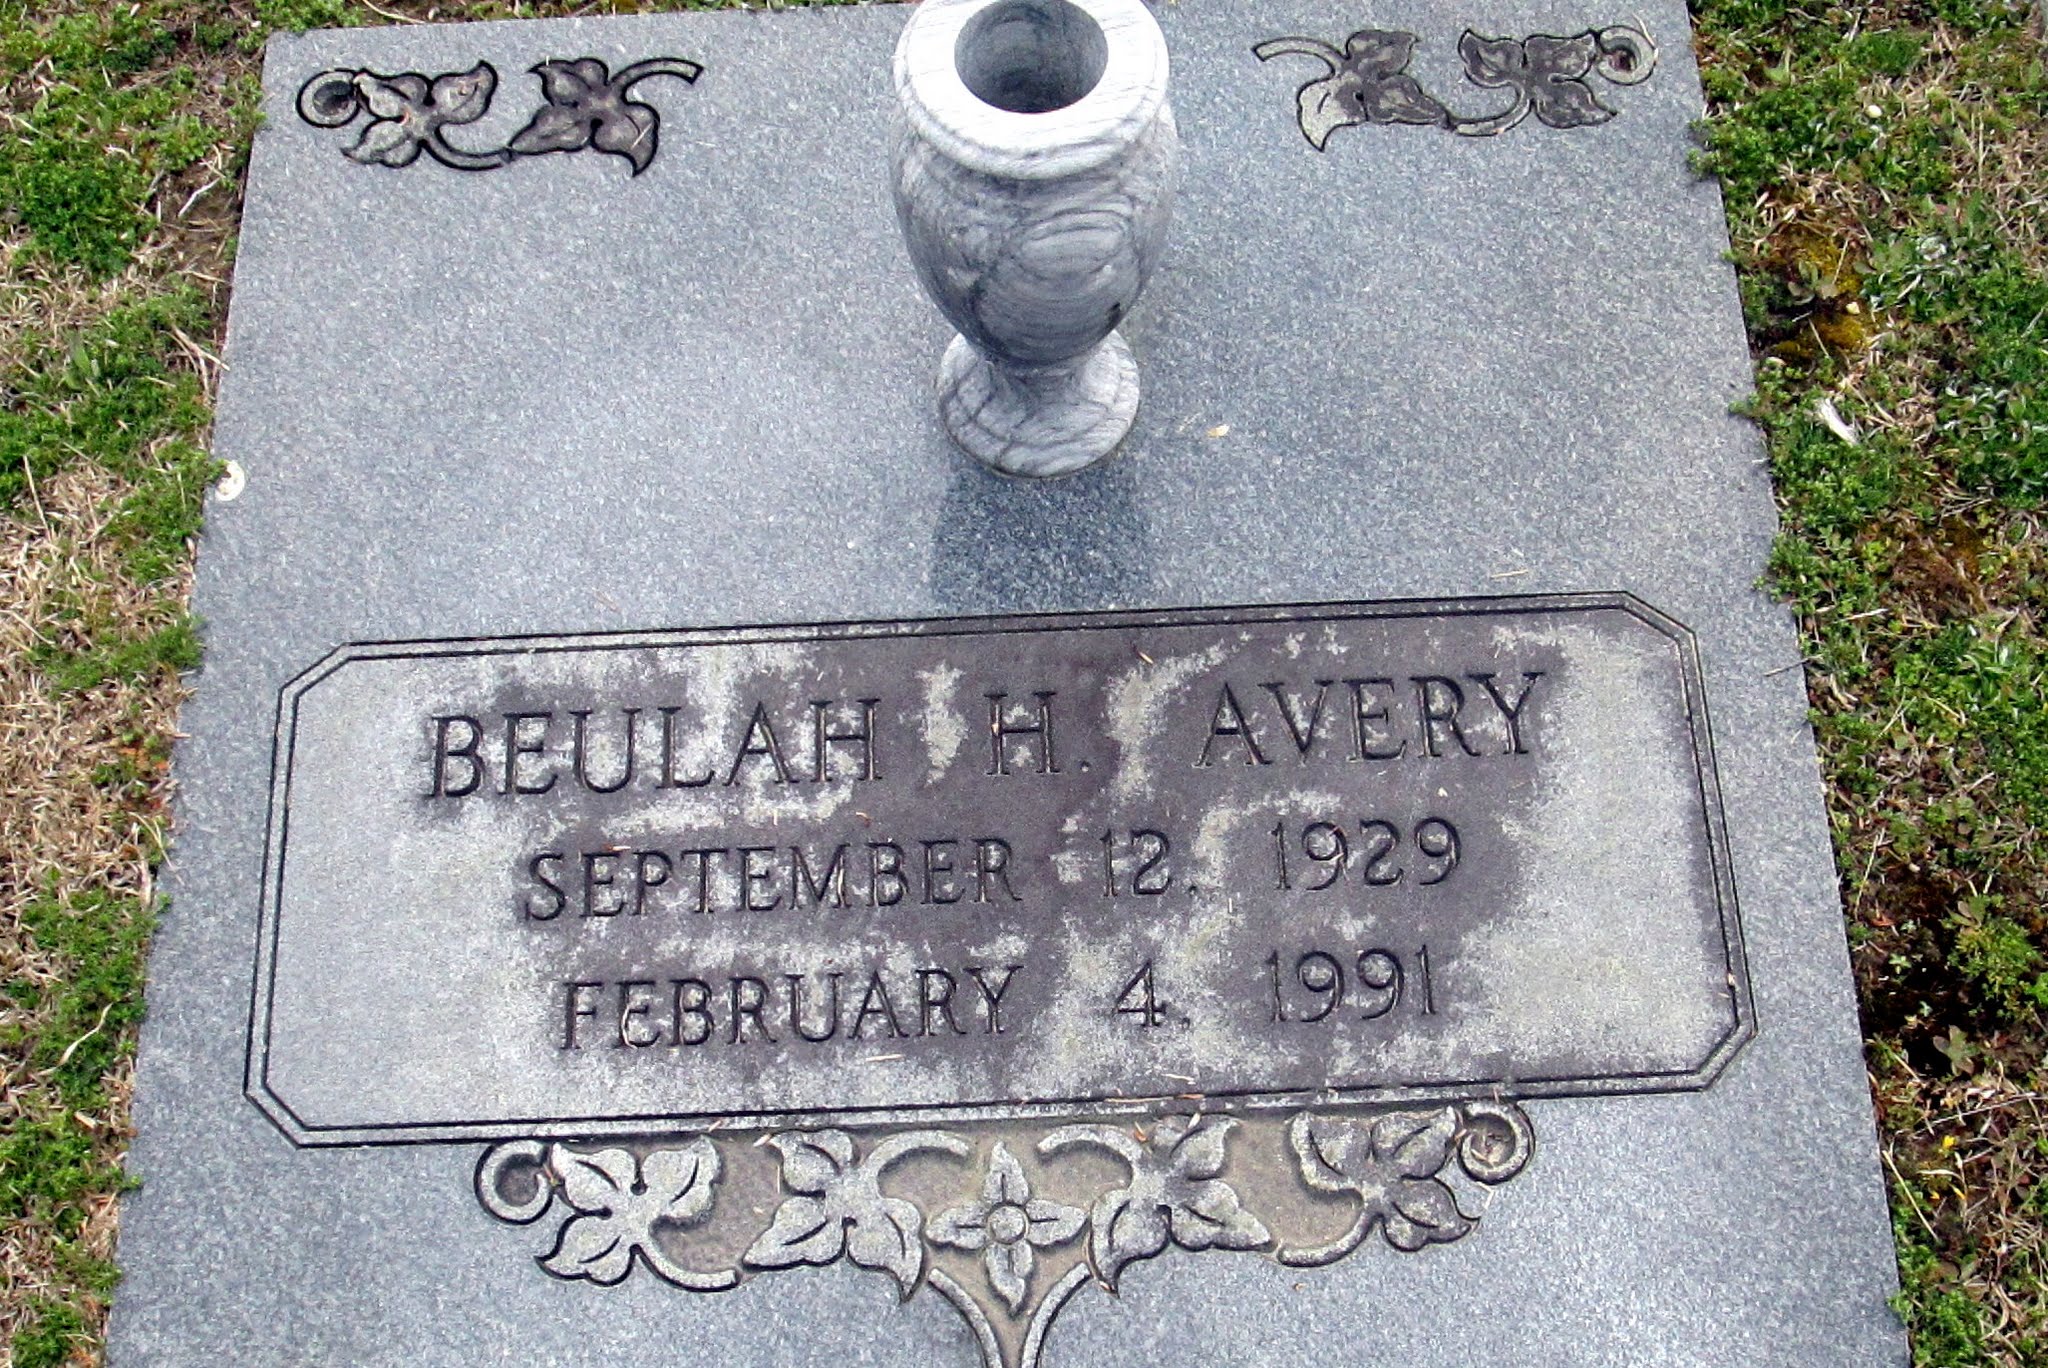 BEULAH H. AVERY
SEPTEMBER 12, 1929
FEBRUARY 4, 1991